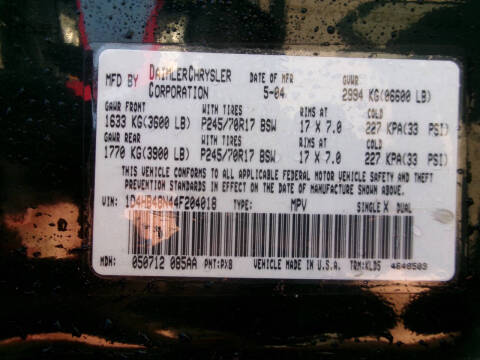 MFD BY DAIMLERCHRYSLER CORPORATION DATE OF MFR 5-04 GVWR 2994 KG(06600 LB)
GAWR FRONT WITH TIRES RIMS AT COLD
1633 KG(3600 LB) P245/70R17 BSW 17 X 7.0 227 KPA(33 PSI)
GAWR REAR WITH TIRES RIMS AT COLD
1770 KG(3900 LB) P245/70R17 BSW 17 X 7.0 227 KPA(33 PSI)
THIS VEHICLE CONFORMS TO ALL APPLICABLE FEDERAL MOTOR VEHICLE SAFETY AND THEFT
PREVENTION STANDARDS IN EFFECT ON THE DATE OF MANUFACTURE SHOWN ABOVE.
VIN: 1D4HB48N44F204018 TYPE: MPV SINGLE X DUAL
MDH: 050712 085AA PNT:PX8 VEHICLE MADE IN U.S.A. TRM:KLD5 4648503